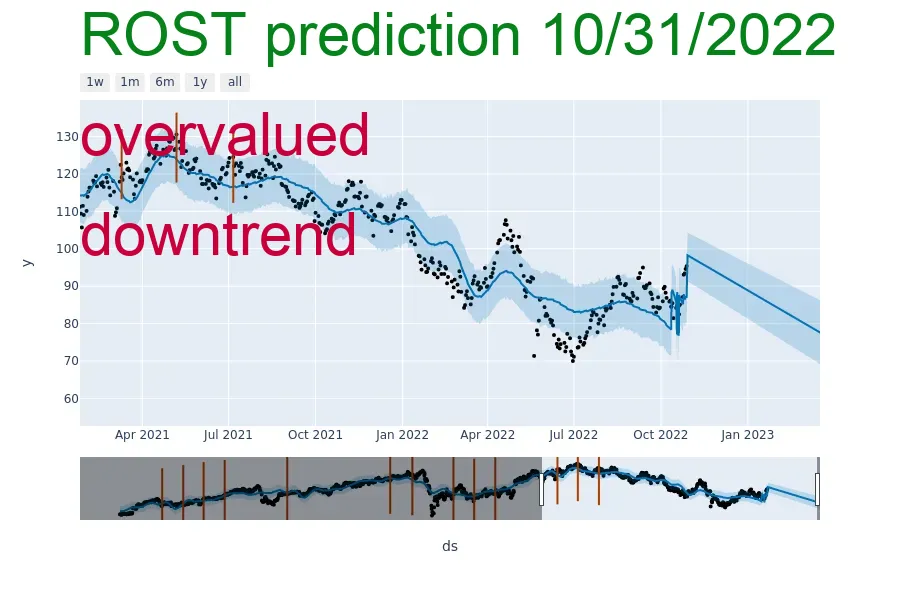 ROST prediction 10/31/2022
1w 1m 6m 1y all
overvalued
downtrend
130
120
110
100
90
80
70
60
y
Apr 2021 Jul 2021 Oct 2021 Jan 2022 Apr 2022 Jul 2022 Oct 2022 Jan 2023
ds